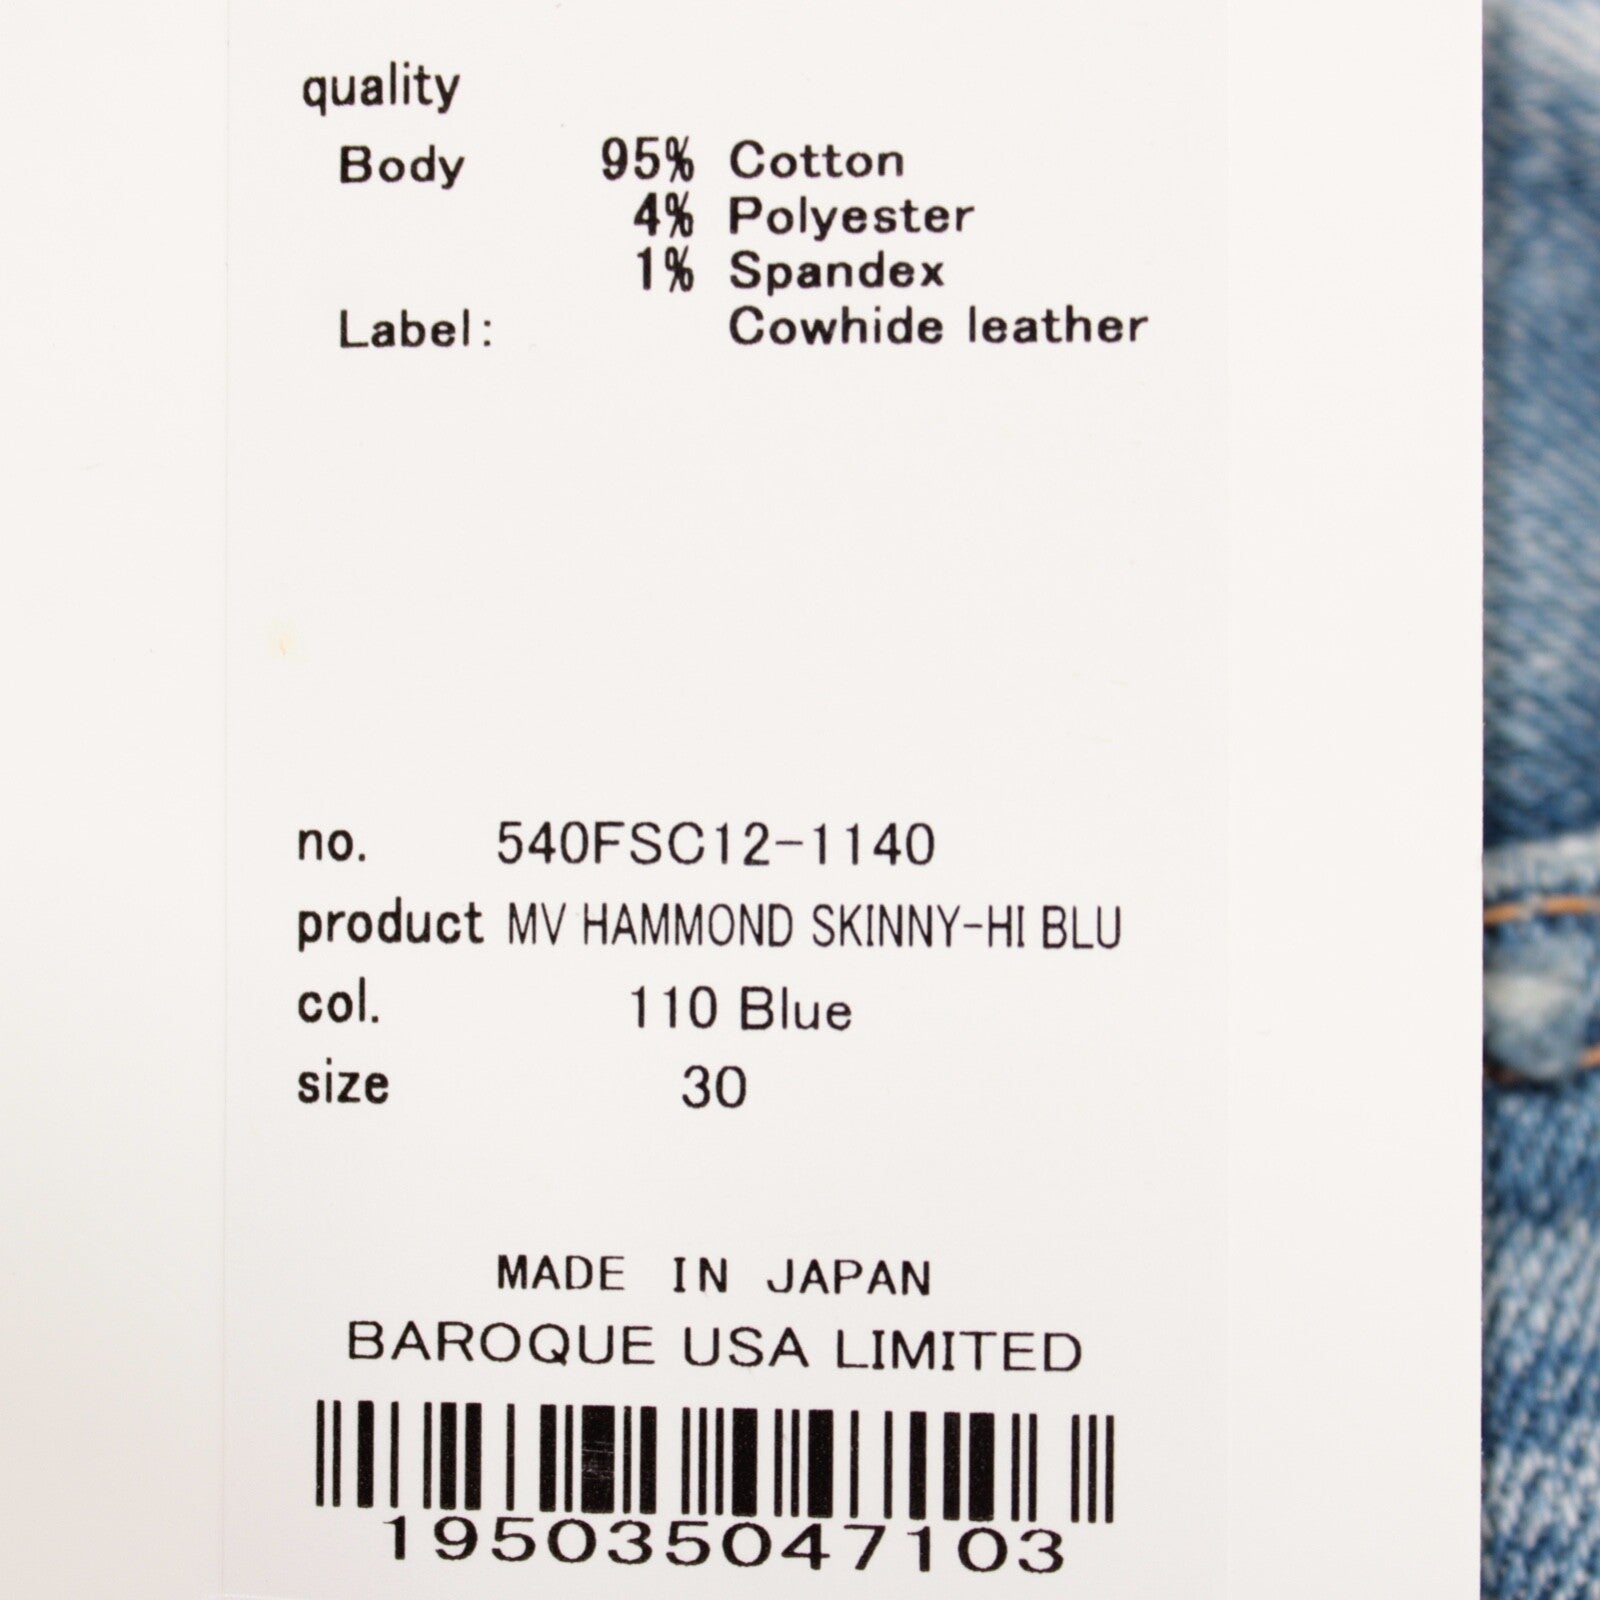 quality
Body 95% Cotton
4% Polyester
1% Spandex
Label: Cowhide leather
no. 540FSC12-1140
product MV HAMMOND SKINNY-HI BLU
col. 110 Blue
size 30
MADE IN JAPAN
BAROQUE USA LIMITED
195035047103